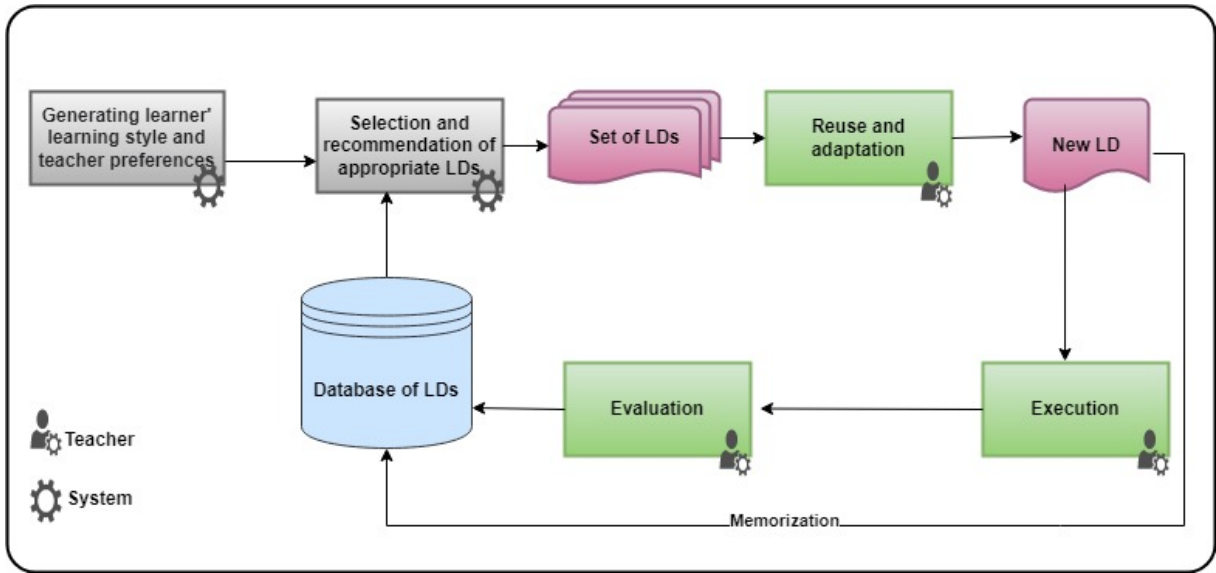 Generating learner'
learning style and
teacher preferences
Selection and
recommendation of
appropriate LDs
Set of LDs
Reuse and
adaptation
New LD
Database of LDs
Evaluation
Execution
Teacher
System
Memorization